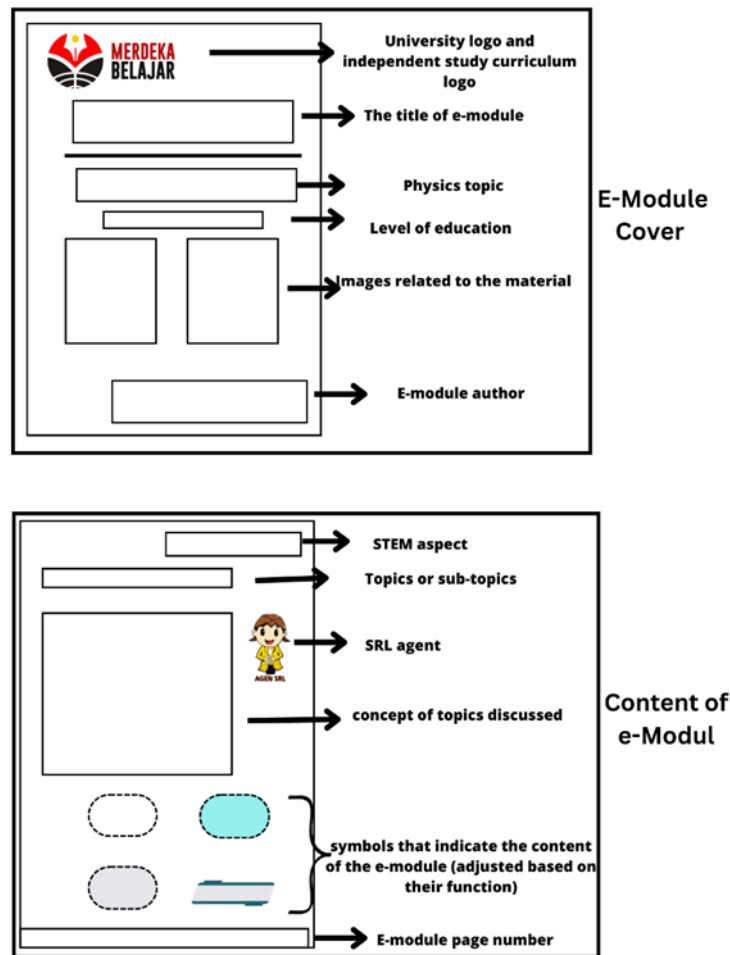 MERDEKA
BELAJAR
University logo and
independent study curriculum
logo
The title of e-module
Physics topic
Level of education
Images related to the material
E-module author
E-Module
Cover
STEM aspect
Topics or sub-topics
AGEN SRL
SRL agent
concept of topics discussed
symbols that indicate the content
of the e-module (adjusted based on
their function)
E-module page number
Content of
e-Modul